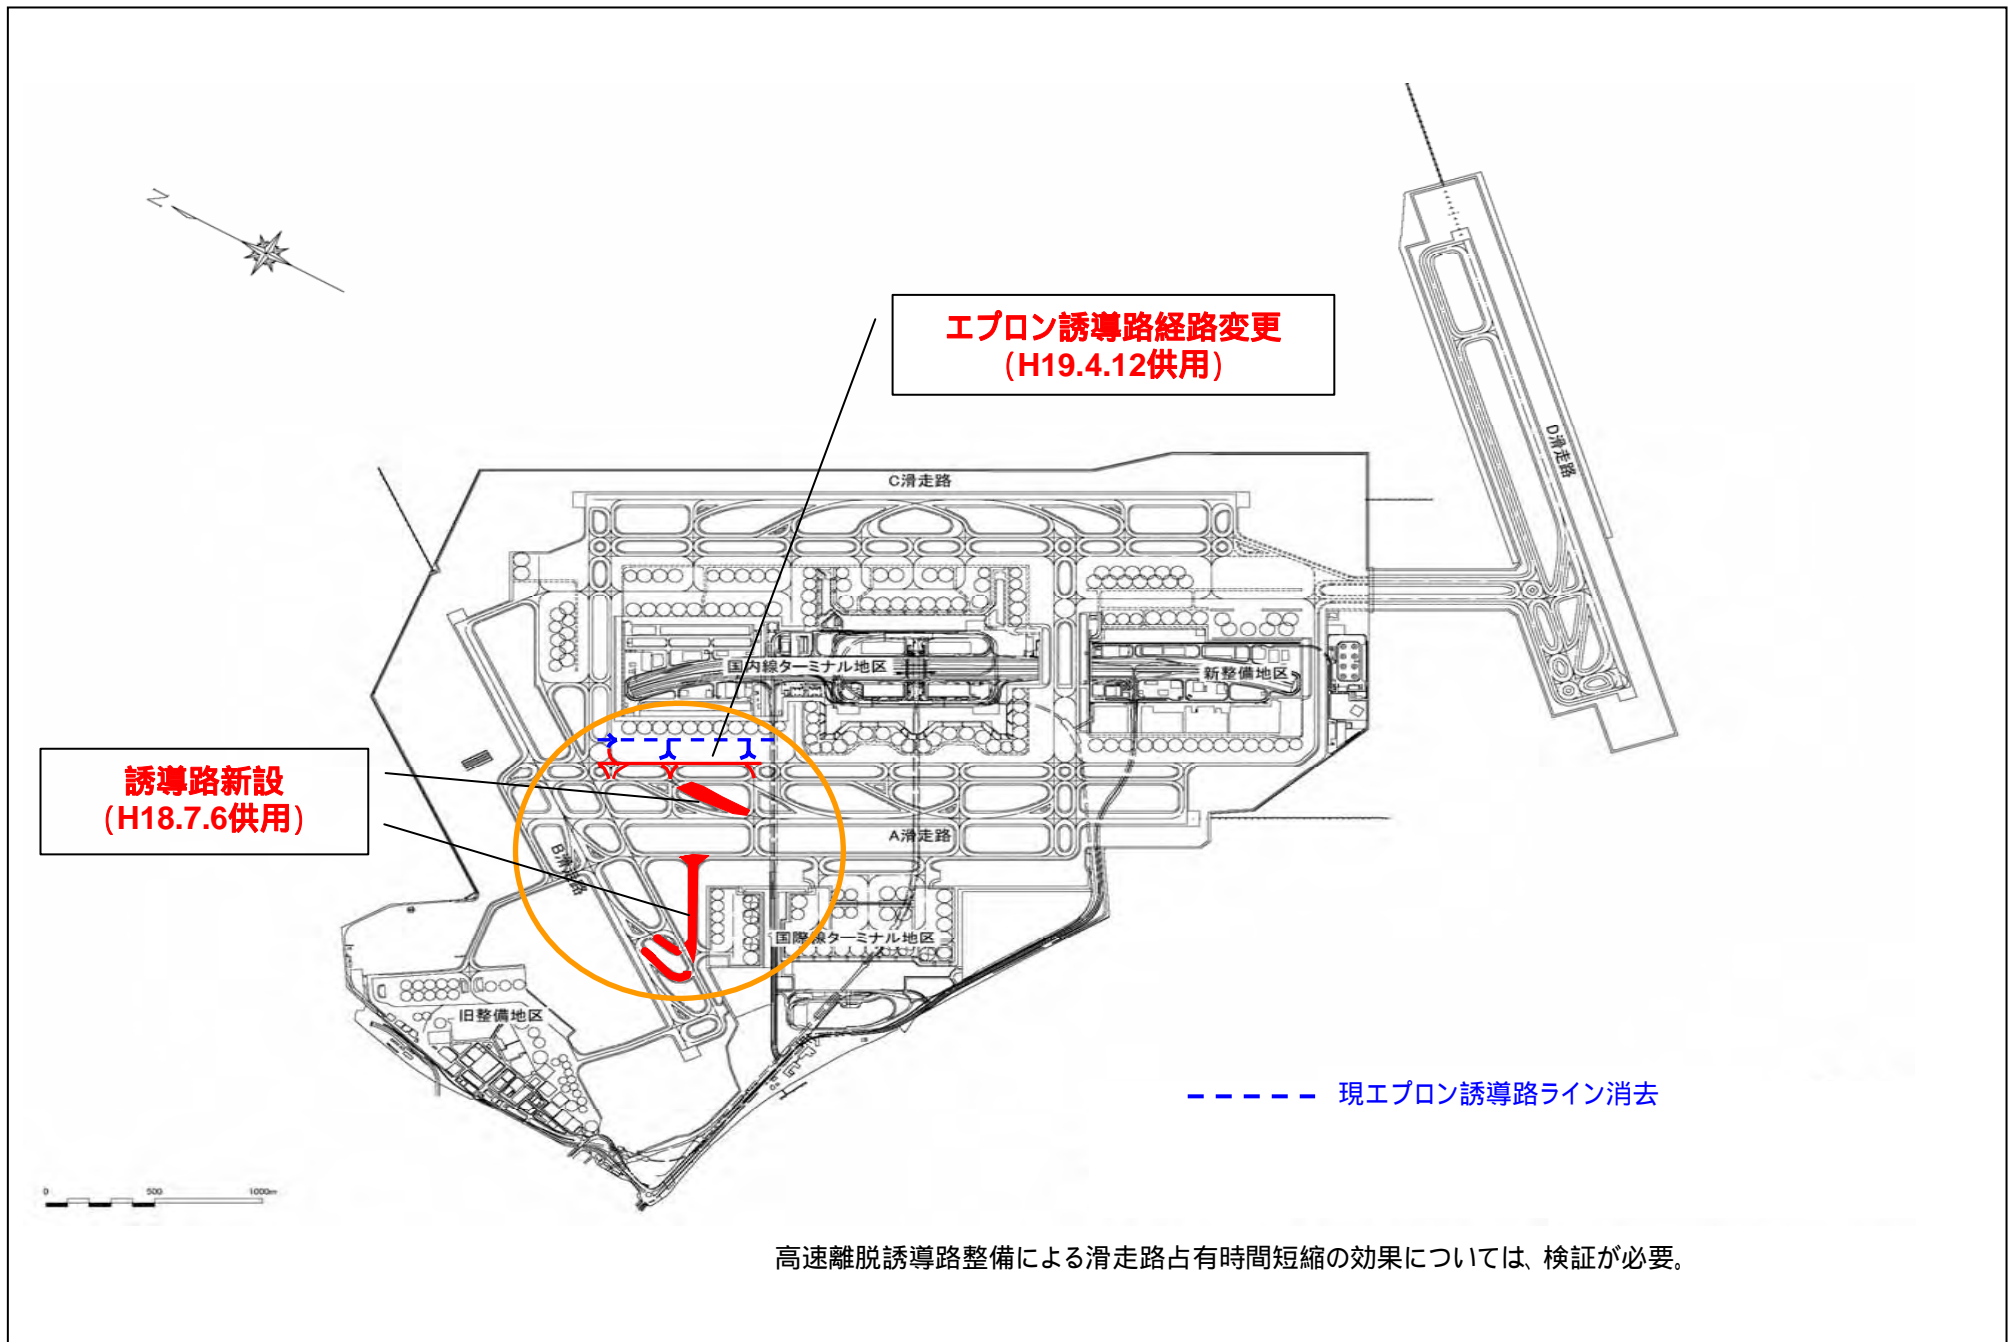 N
エプロン誘導路経路変更
(H19.4.12供用)
D滑走路
C滑走路
国内線ターミナル地区
新整備地区
誘導路新設
(H18.7.6供用)
A滑走路
B滑走路
国際線ターミナル地区
旧整備地区
現エプロン誘導路ライン消去
0 500 1000m
高速離脱誘導路整備による滑走路占有時間短縮の効果については、検証が必要。